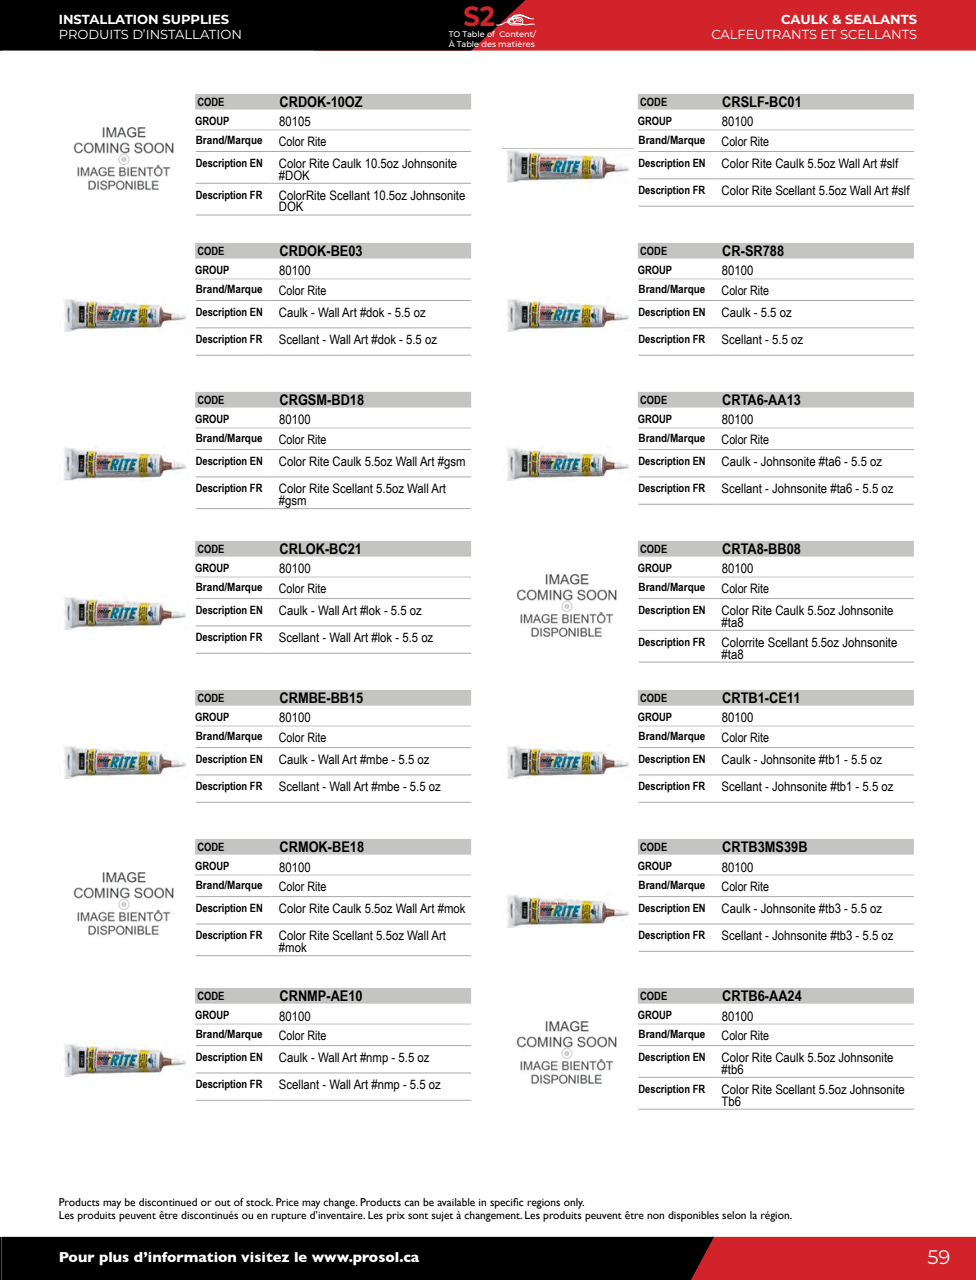 INSTALLATION SUPPLIES
PRODUITS D'INSTALLATION
S2
TO Table of Content/
À Table des matières
CAULK & SEALANTS
CALFEUTRANTS ET SCELLANTS
IMAGE
COMING SOON
IMAGE BIENTÔT
DISPONIBLE
CODE CRDOK-10OZ
GROUP 80105
Brand/Marque Color Rite
Description EN Color Rite Caulk 10.5oz Johnsonite
#DOK
Description FR ColorRite Scellant 10.5oz Johnsonite
DOK
RITE
CODE CRDOK-BE03
GROUP 80100
Brand/Marque Color Rite
Description EN Caulk - Wall Art #dok - 5.5 oz
Description FR Scellant - Wall Art #dok - 5.5 oz
RITE
CODE CRGSM-BD18
GROUP 80100
Brand/Marque Color Rite
Description EN Color Rite Caulk 5.5oz Wall Art #gsm
Description FR Color Rite Scellant 5.5oz Wall Art
#gsm
RITE
CODE CRLOK-BC21
GROUP 80100
Brand/Marque Color Rite
Description EN Caulk - Wall Art #lok - 5.5 oz
Description FR Scellant - Wall Art #lok - 5.5 oz
RITE
CODE CRMBE-BB15
GROUP 80100
Brand/Marque Color Rite
Description EN Caulk - Wall Art #mbe - 5.5 oz
Description FR Scellant - Wall Art #mbe - 5.5 oz
IMAGE
COMING SOON
IMAGE BIENTÔT
DISPONIBLE
CODE CRMOK-BE18
GROUP 80100
Brand/Marque Color Rite
Description EN Color Rite Caulk 5.5oz Wall Art #mok
Description FR Color Rite Scellant 5.5oz Wall Art
#mok
RITE
CODE CRNMP-AE10
GROUP 80100
Brand/Marque Color Rite
Description EN Caulk - Wall Art #nmp - 5.5 oz
Description FR Scellant - Wall Art #nmp - 5.5 oz
RITE
CODE CRSLF-BC01
GROUP 80100
Brand/Marque Color Rite
Description EN Color Rite Caulk 5.5oz Wall Art #slf
Description FR Color Rite Scellant 5.5oz Wall Art #slf
RITE
CODE CR-SR788
GROUP 80100
Brand/Marque Color Rite
Description EN Caulk - 5.5 oz
Description FR Scellant - 5.5 oz
RITE
CODE CRTA6-AA13
GROUP 80100
Brand/Marque Color Rite
Description EN Caulk - Johnsonite #ta6 - 5.5 oz
Description FR Scellant - Johnsonite #ta6 - 5.5 oz
IMAGE
COMING SOON
IMAGE BIENTÔT
DISPONIBLE
CODE CRTA8-BB08
GROUP 80100
Brand/Marque Color Rite
Description EN Color Rite Caulk 5.5oz Johnsonite
#ta8
Description FR Colorrite Scellant 5.5oz Johnsonite
#ta8
RITE
CODE CRTB1-CE11
GROUP 80100
Brand/Marque Color Rite
Description EN Caulk - Johnsonite #tb1 - 5.5 oz
Description FR Scellant - Johnsonite #tb1 - 5.5 oz
RITE
CODE CRTB3MS39B
GROUP 80100
Brand/Marque Color Rite
Description EN Caulk - Johnsonite #tb3 - 5.5 oz
Description FR Scellant - Johnsonite #tb3 - 5.5 oz
IMAGE
COMING SOON
IMAGE BIENTÔT
DISPONIBLE
CODE CRTB6-AA24
GROUP 80100
Brand/Marque Color Rite
Description EN Color Rite Caulk 5.5oz Johnsonite
#tb6
Description FR Color Rite Scellant 5.5oz Johnsonite
Tb6
Products may be discontinued or out of stock. Price may change. Products can be available in specific regions only.
Les produits peuvent être discontinués ou en rupture d'inventaire. Les prix sont sujet à changement. Les produits peuvent être non disponibles selon la région.
Pour plus d'information visitez le www.prosol.ca
59